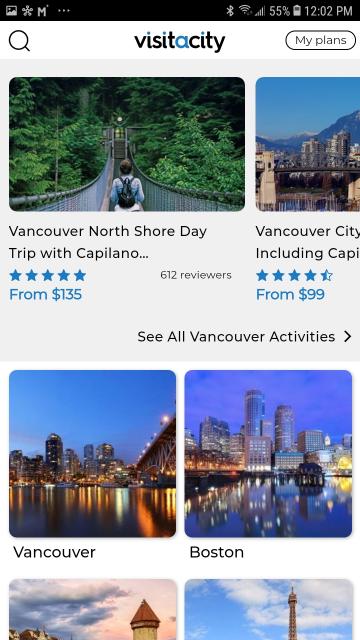 55% 12:02 PM
visitacity
My plans
Vancouver North Shore Day
Trip with Capilano...
612 reviewers
From $135
Vancouver City
Including Capi
From $99
See All Vancouver Activities
Vancouver
Boston